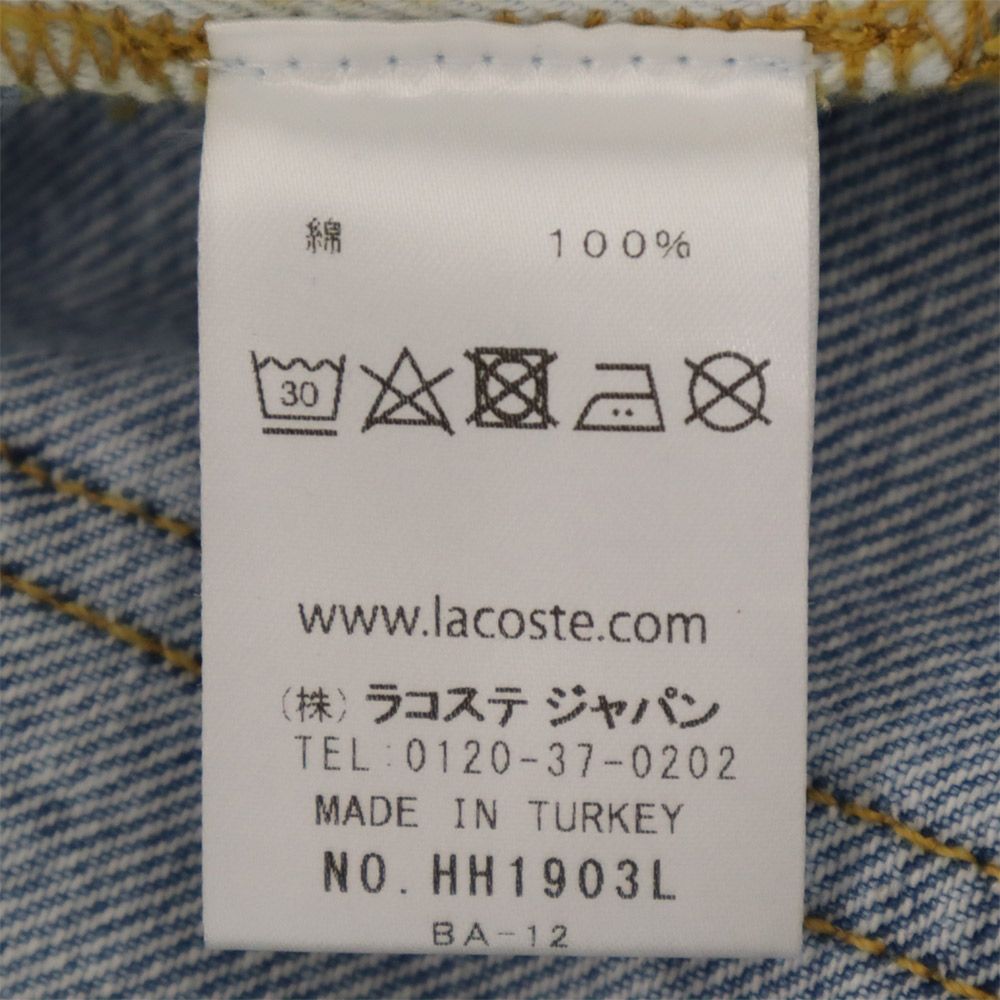 綿 100%
30
www.lacoste.com
(株) ラコステ ジャパン
TEL:0120-37-0202
MADE IN TURKEY
NO. HH1903L
BA-12